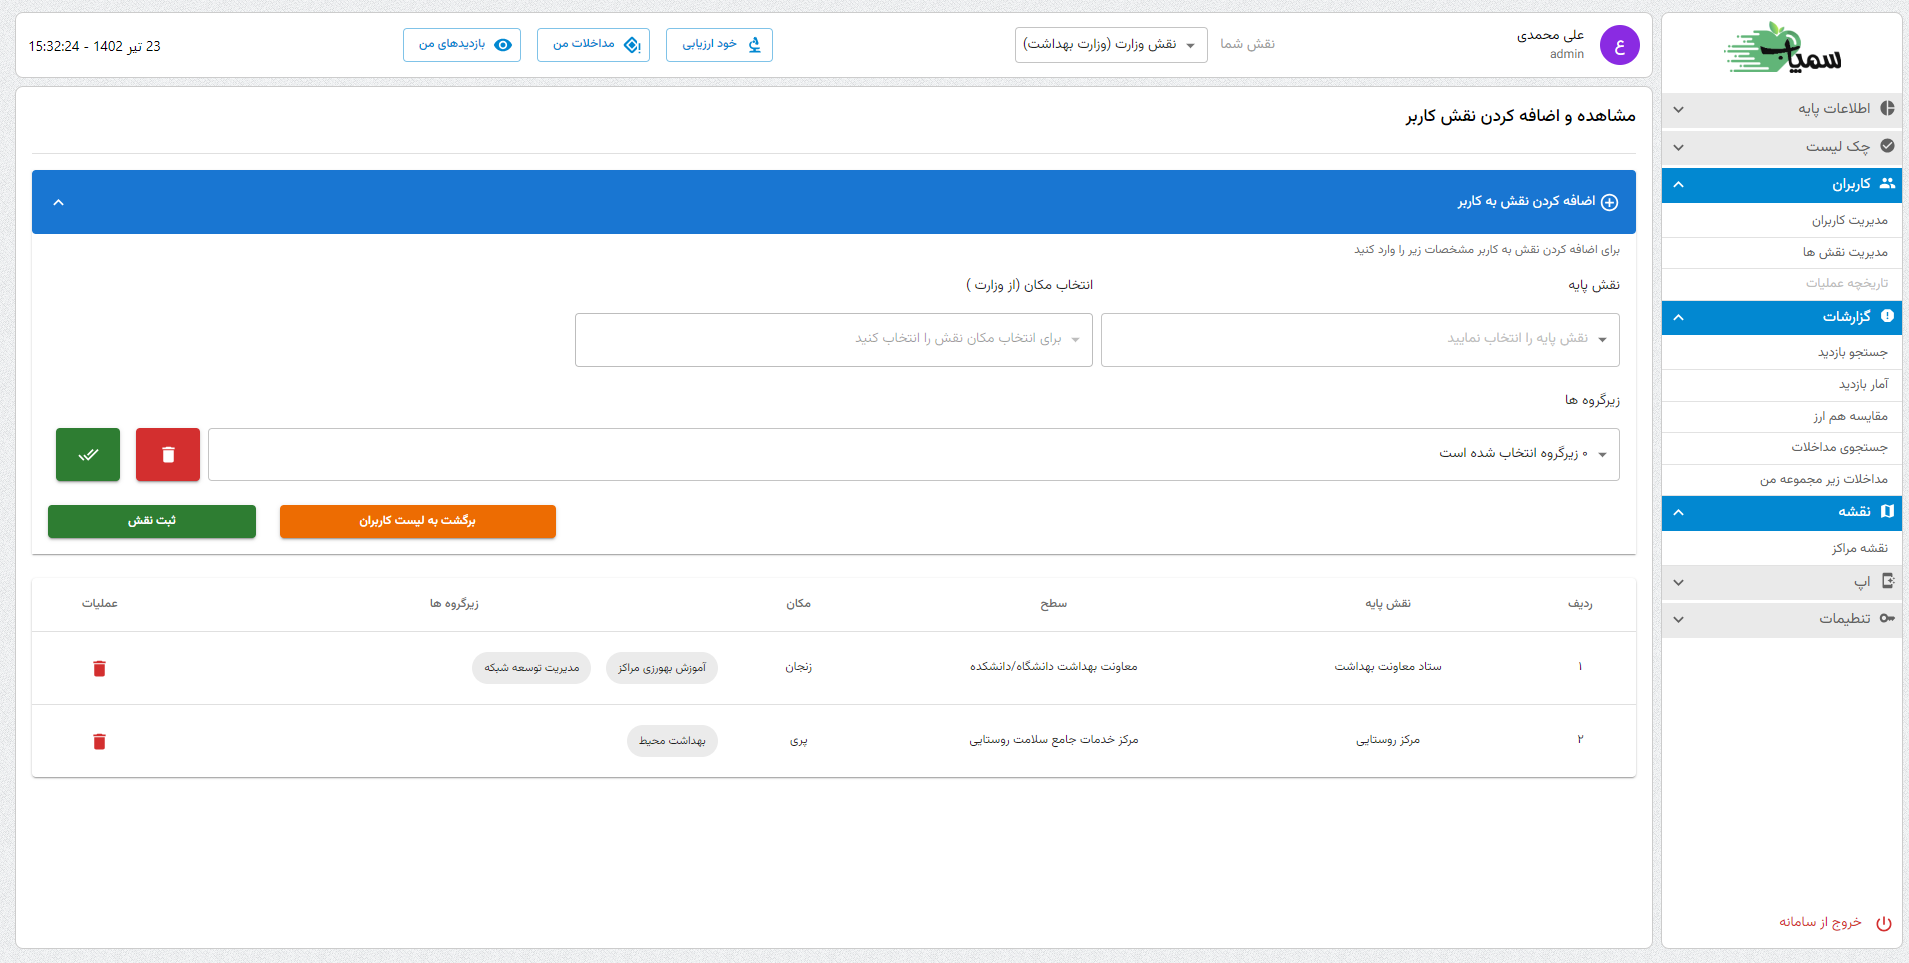 سمیاب
اطلاعات پایه
چک لیست
کاربران
مدیریت کاربران
مدیریت نقش ها
تاریخچه عملیات
گزارشات
جستجو بازدید
آمار بازدید
مقایسه هم ارز
جستجوی مداخلات
مداخلات زیر مجموعه من
نقشه
نقشه مراکز
اپ
تنظیمات
خروج از سامانه
ع
علی محمدی
admin
نقش شما
نقش وزارت (وزارت بهداشت)
خود ارزیابی
مداخلات من
بازدیدهای من
23 تیر 1402 - 15:32:24
مشاهده و اضافه کردن نقش کاربر
اضافه کردن نقش به کاربر
برای اضافه کردن نقش به کاربر مشخصات زیر را وارد کنید
نقش پایه
انتخاب مکان (از وزارت )
نقش پایه را انتخاب نمایید
برای انتخاب مکان نقش را انتخاب کنید
زیرگروه ها
۰ زیرگروه انتخاب شده است
برگشت به لیست کاربران
ثبت نقش
ردیف نقش پایه سطح مکان زیرگروه ها عملیات
۱ ستاد معاونت بهداشت معاونت بهداشت دانشگاه/دانشکده زنجان آموزش بهورزی مراکز مدیریت توسعه شبکه
۲ مرکز روستایی مرکز خدمات جامع سلامت روستایی پری بهداشت محیط